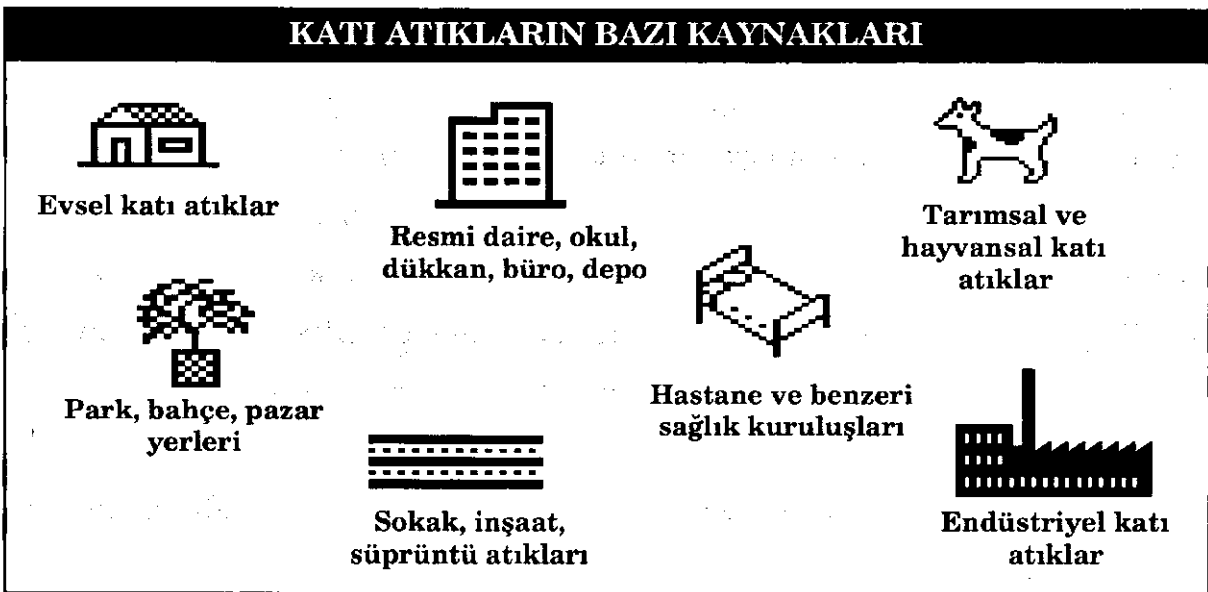 KATI ATIKLARIN BAZI KAYNAKLARI
Evsel katı atıklar
Resmi daire, okul,
dükkan, büro, depo
Tarımsal ve
hayvansal katı
atıklar
Park, bahçe, pazar
yerleri
Hastane ve benzeri
sağlık kuruluşları
Sokak, inşaat,
süprüntü atıkları
Endüstriyel katı
atıklar